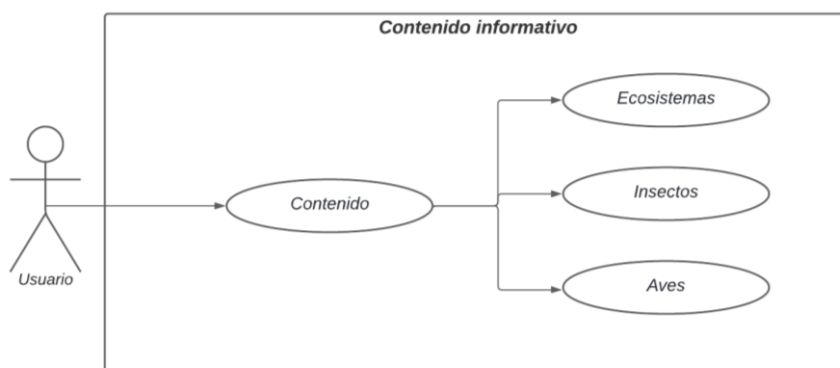 Contenido informativo
Ecosistemas
Contenido
Insectos
Aves
Usuario